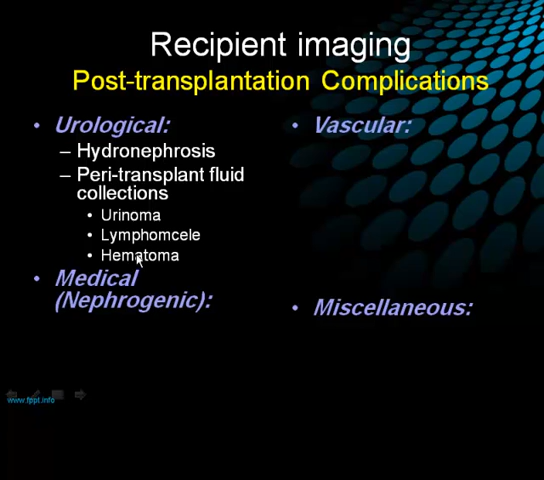 Recipient imaging
Post-transplantation Complications
• Urological:
– Hydronephrosis
– Peri-transplant fluid
collections
• Urinoma
• Lymphomcele
• Hematoma
• Medical
(Nephrogenic):
• Vascular:
• Miscellaneous:
www.fppt.info